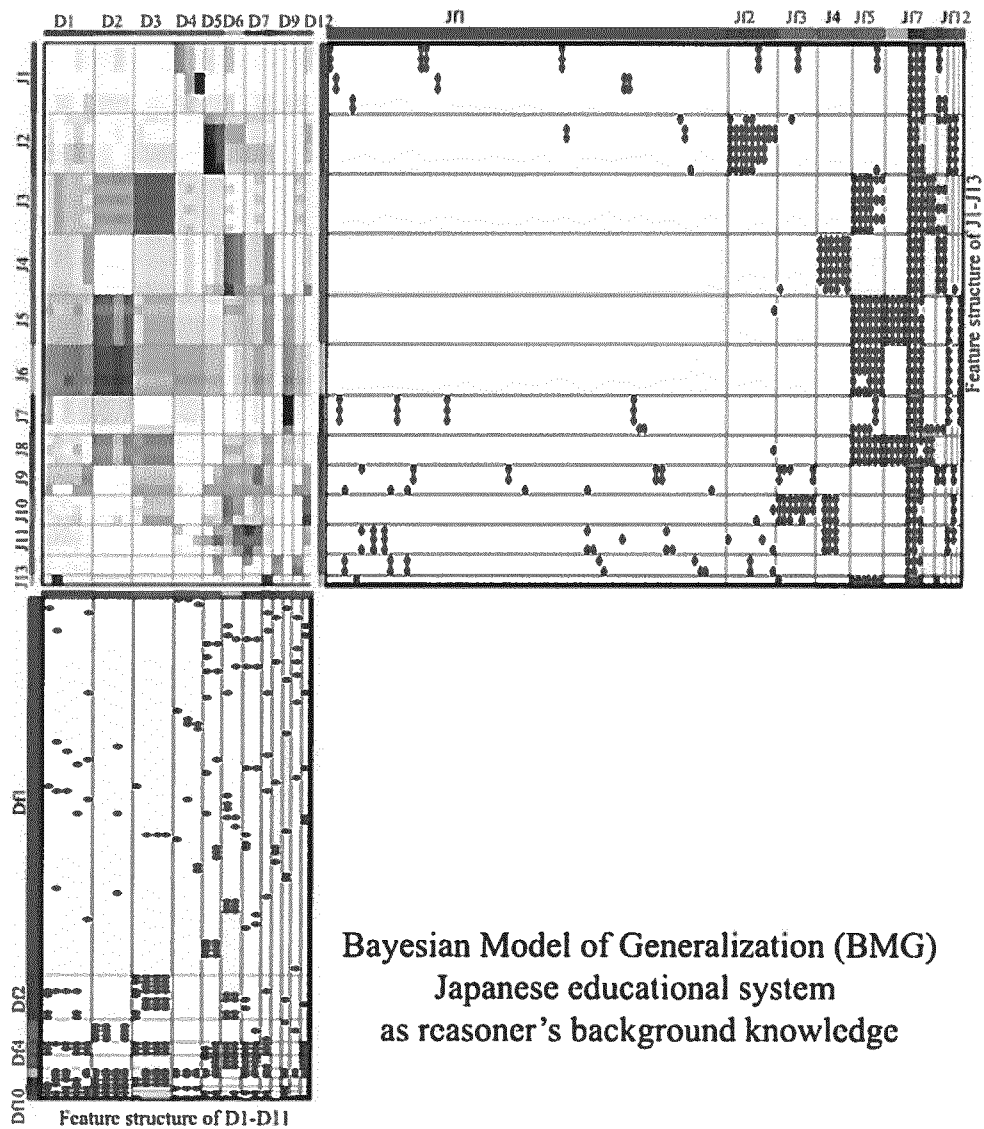 D1 D2 D3 D4 D5 D6 D7 D9 D12
Jf1 Jf2 Jf3 J4 Jf5 Jf7 Jf12
J1
J2
J3
J4
J5
J6
J7
J8
J9
J10
J11
J13
Feature structure of J1-J13
Df1
Df2
Df4
Df10
Feature structure of D1-D11
Bayesian Model of Generalization (BMG)
Japanese educational system
as reasoner's background knowledge